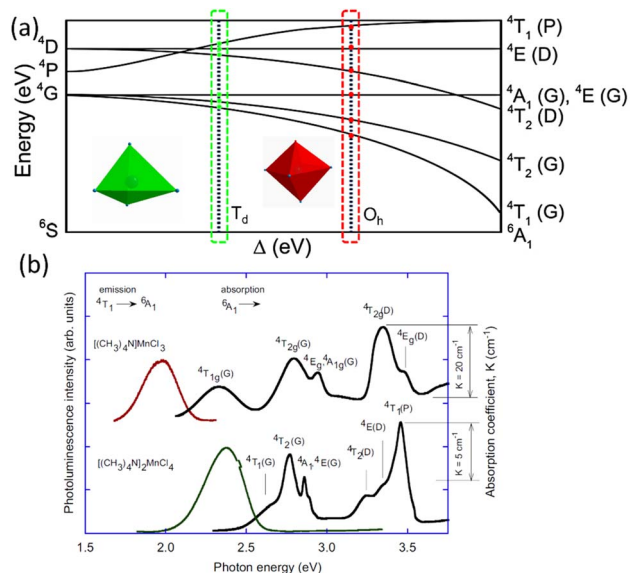 (a)
⁴D
⁴P
⁴G
⁶S
Energy (eV)
⁴T₁ (P)
⁴E (D)
⁴A₁ (G), ⁴E (G)
⁴T₂ (D)
⁴T₂ (G)
⁴T₁ (G)
⁶A₁
T_d
O_h
Δ (eV)
(b)
emission
⁴T₁ → ⁶A₁
absorption
⁶A₁ →
[(CH₃)₄N]MnCl₃
⁴T₁g(G)
⁴T₂g(G)
⁴Eg,⁴A₁g(G)
⁴T₂g(D)
⁴Eg(D)
K = 20 cm⁻¹
[(CH₃)₄N]₂MnCl₄
⁴T₁(G)
⁴T₂(G)
⁴A₁,⁴E(G)
⁴T₂(D)
⁴E(D)
⁴T₁(P)
K = 5 cm⁻¹
Photoluminescence intensity (arb. units)
Absorption coefficient, K (cm⁻¹)
1.5 2.0 2.5 3.0 3.5
Photon energy (eV)